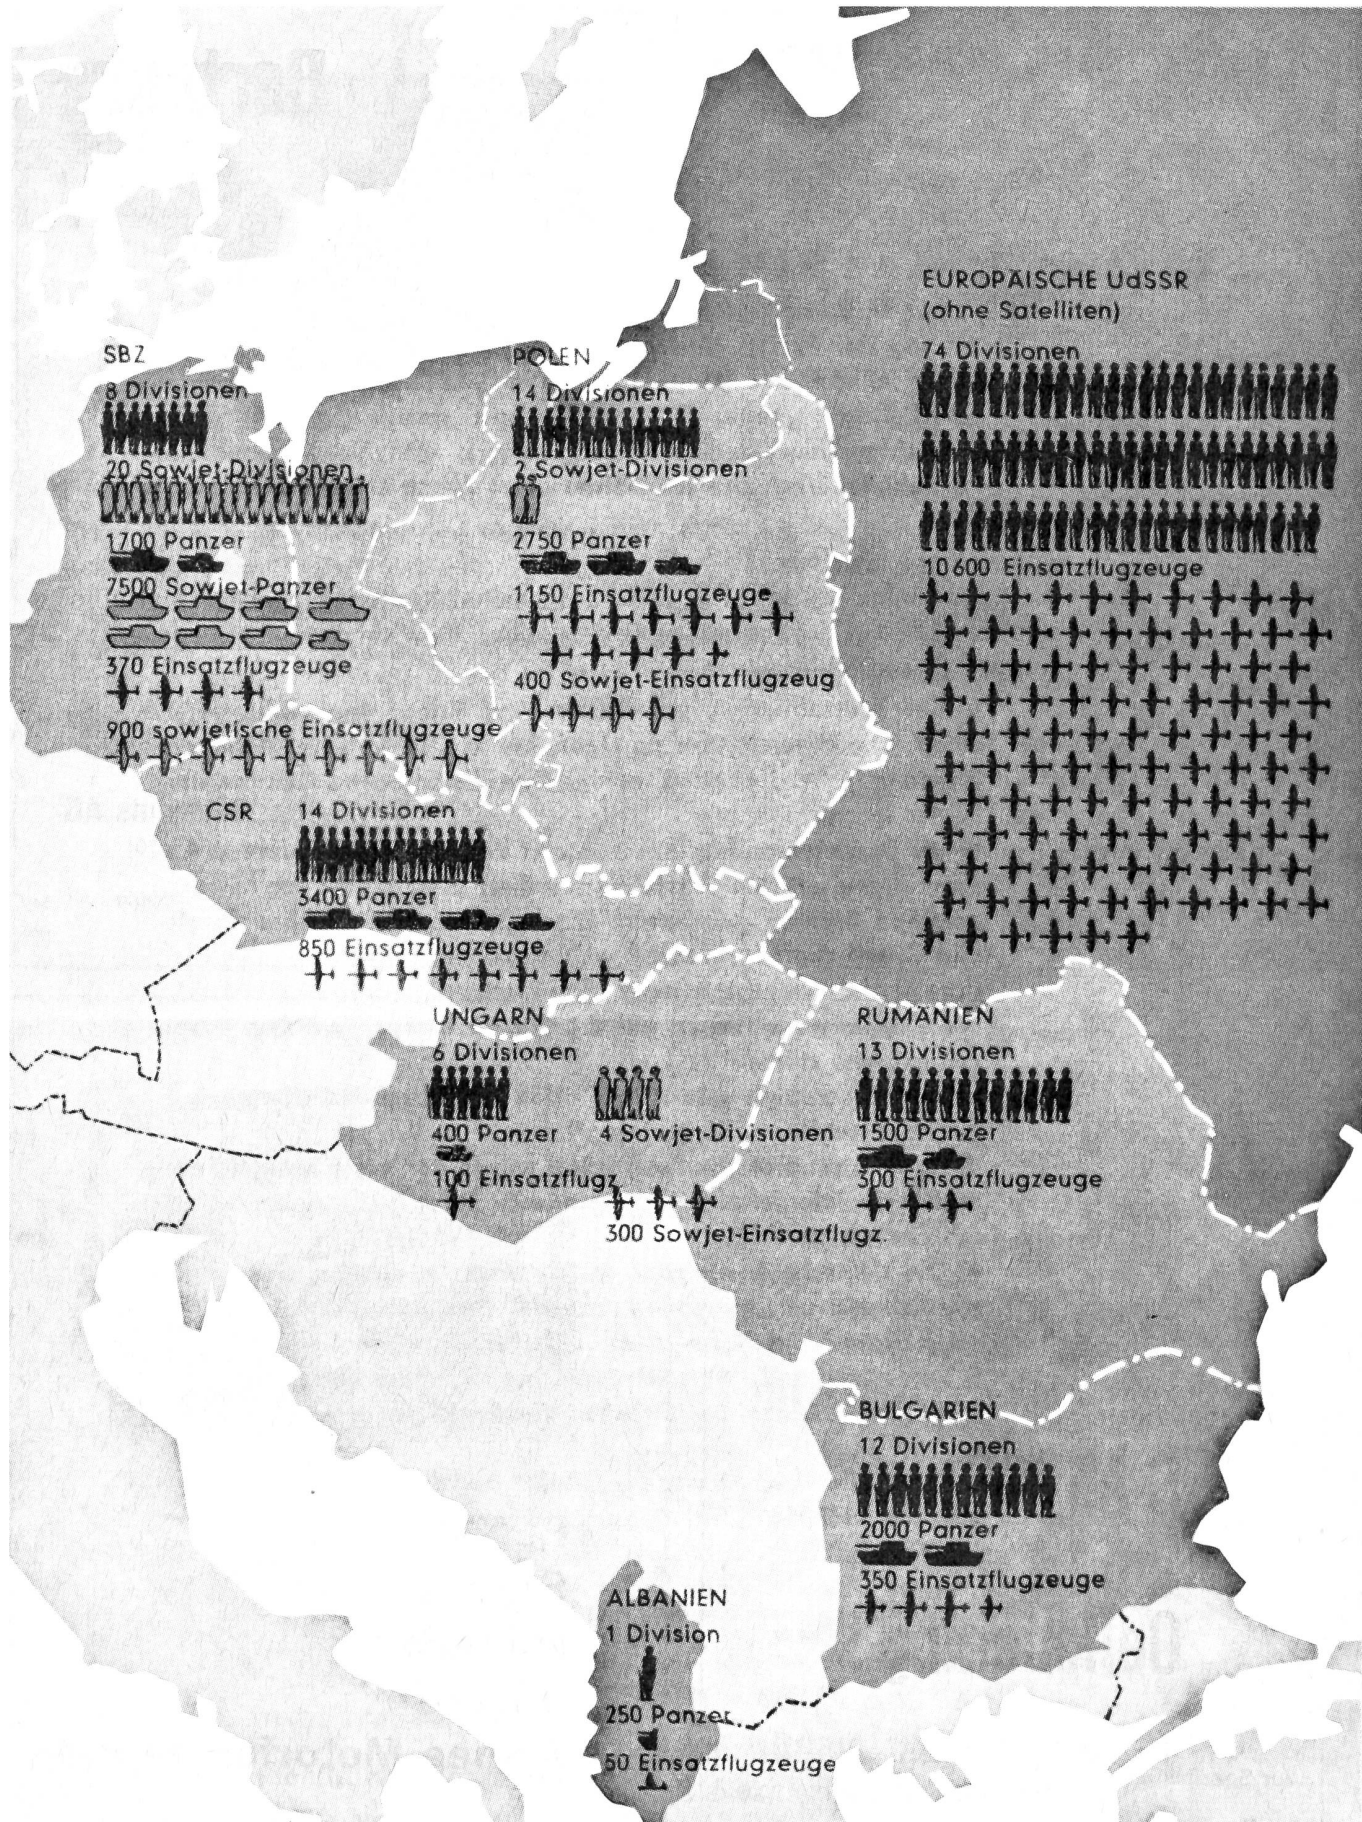 EUROPÄISCHE UdSSR
(ohne Satelliten)
74 Divisionen
10600 Einsatzflugzeuge
SBZ
8 Divisionen
20 Sowjet-Divisionen
1700 Panzer
7500 Sowjet-Panzer
370 Einsatzflugzeuge
900 sowjetische Einsatzflugzeuge
POLEN
14 Divisionen
2 Sowjet-Divisionen
2750 Panzer
1150 Einsatzflugzeuge
400 Sowjet-Einsatzflugzeug
CSR
14 Divisionen
3400 Panzer
850 Einsatzflugzeuge
UNGARN
6 Divisionen
400 Panzer
4 Sowjet-Divisionen
100 Einsatzflugz
300 Sowjet-Einsatzflugz.
RUMÄNIEN
13 Divisionen
1500 Panzer
300 Einsatzflugzeuge
BULGARIEN
12 Divisionen
2000 Panzer
350 Einsatzflugzeuge
ALBANIEN
1 Division
250 Panzer
50 Einsatzflugzeuge